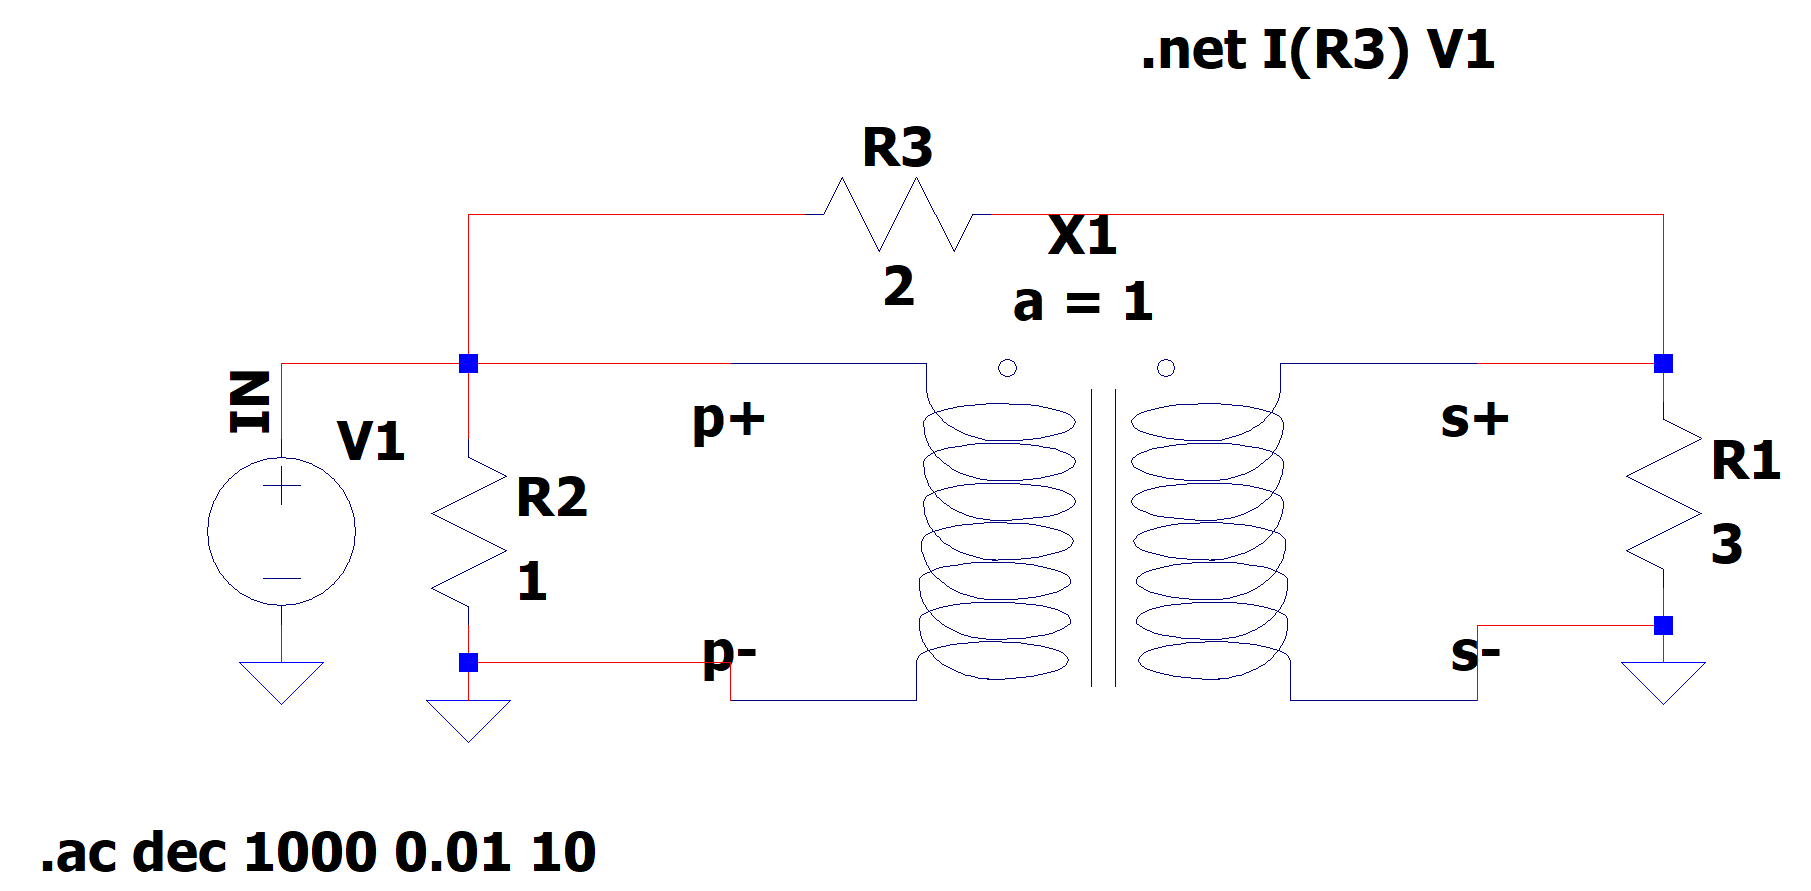 .net I(R3) V1
R3
2
X1
a = 1
IN
V1
p+
s+
R2
1
R1
3
p-
s-
.ac dec 1000 0.01 10